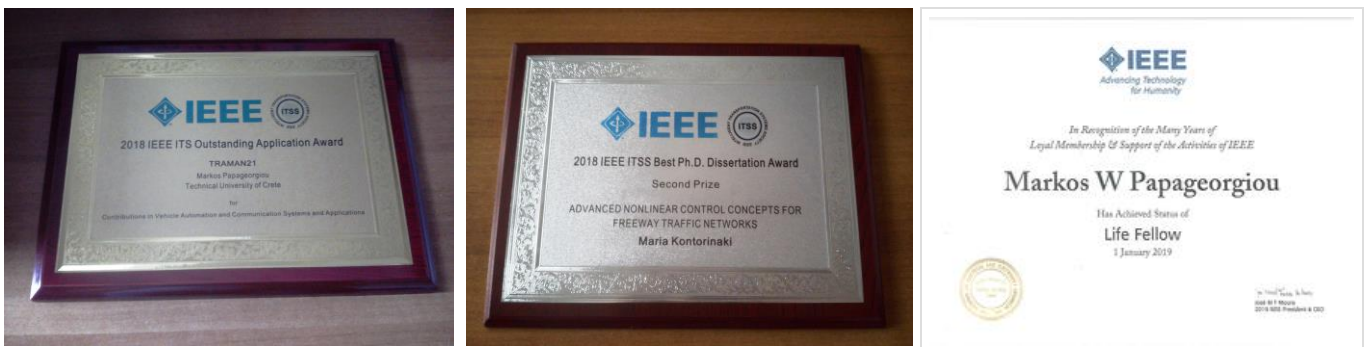 IEEE ITSS
2018 IEEE ITS Outstanding Application Award
TRAMAN21
Markos Papageorgiou
Technical University of Crete
for
Contributions in Vehicle Automation and Communication Systems and Applications
IEEE ITSS
2018 IEEE ITSS Best Ph.D. Dissertation Award
Second Prize
ADVANCED NONLINEAR CONTROL CONCEPTS FOR
FREEWAY TRAFFIC NETWORKS
Maria Kontorinaki
IEEE
Advancing Technology
for Humanity
In Recognition of the Many Years of
Loyal Membership & Support of the Activities of IEEE
Markos W Papageorgiou
Has Achieved Status of
Life Fellow
1 January 2019
2019 IEEE President & CEO